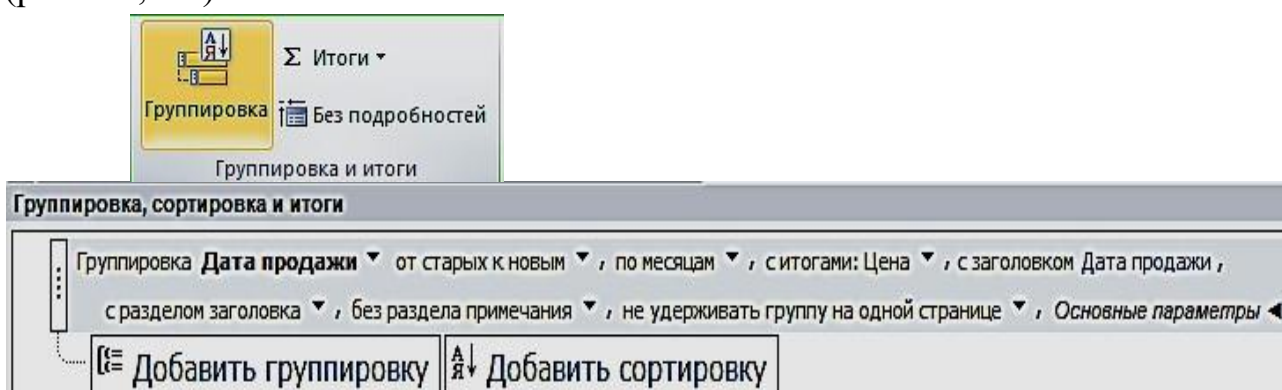 Σ Итоги
Группировка
Без подробностей
Группировка и итоги
Группировка, сортировка и итоги
Группировка Дата продажи от старых к новым , по месяцам , с итогами: Цена , с заголовком Дата продажи ,
с разделом заголовка , без раздела примечания , не удерживать группу на одной странице , Основные параметры
Добавить группировку Добавить сортировку